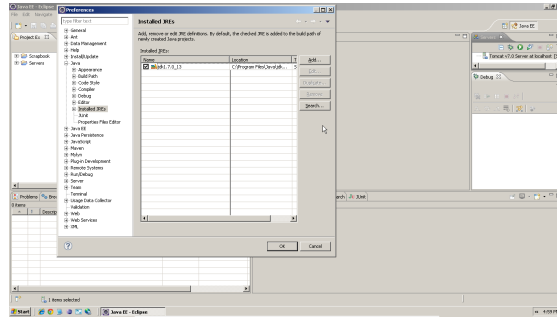 Java EE - Eclipse
File Edit Navigate
Preferences
type filter text
Installed JREs
General
Ant
Data Management
Help
Install/Update
Java
Appearance
Build Path
Code Style
Compiler
Debug
Editor
Installed JREs
JUnit
Properties Files Editor
Java EE
Java Persistence
JavaScript
Maven
Mylyn
Plug-in Development
Remote Systems
Run/Debug
Server
Team
Terminal
Usage Data Collector
Validation
Web
Web Services
XML
Add, remove or edit JRE definitions. By default, the checked JRE is added to the build path of
newly created Java projects.
Installed JREs:
Name Location T
jdk1.7.0_13 C:\Program Files\Java\jdk... S
Add...
Edit...
Remove
Search...
OK Cancel
Project Ex
Scrapbook
Servers
Java EE
Tomcat v7.0 Server at localhost
Debug
Problems
JUnit
0 items
! Descrip
1 items selected
Start Java EE - Eclipse 4:59 P